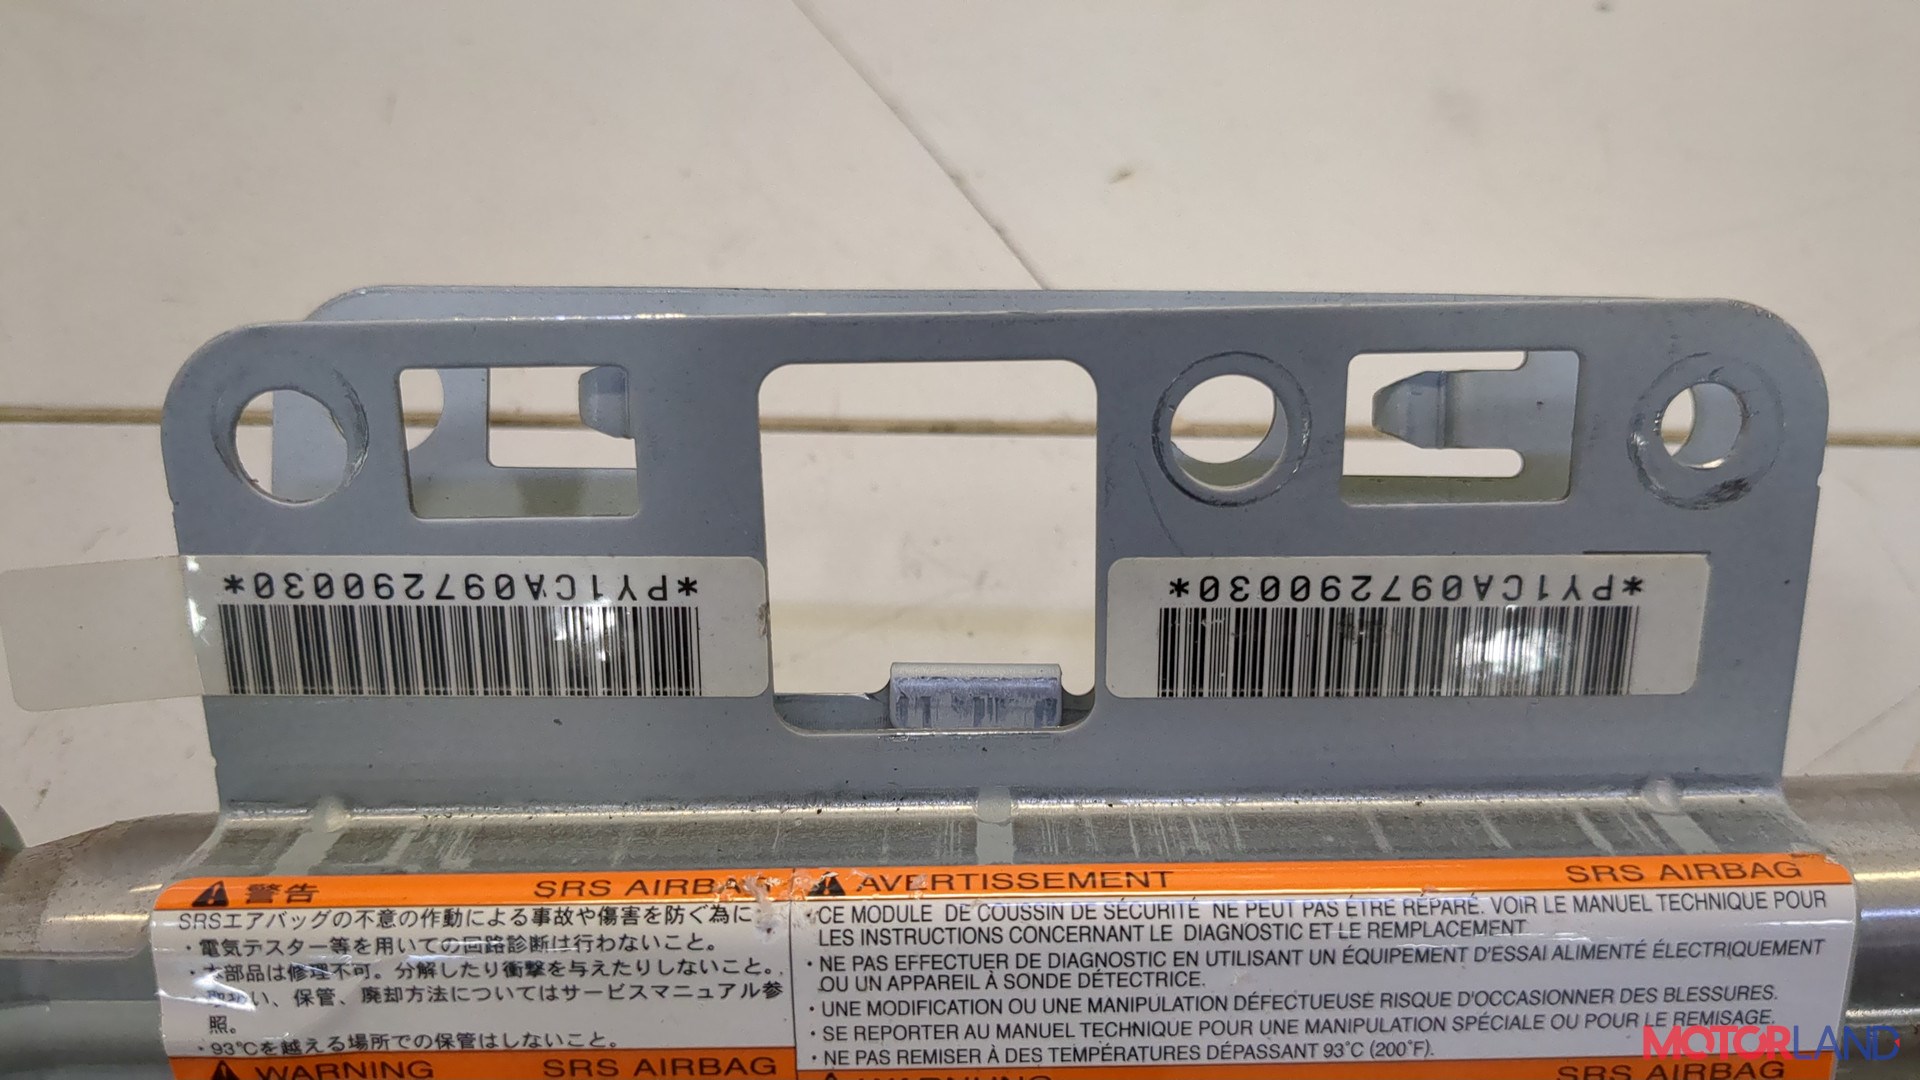 *PY1CA097290030*
*PY1CA097290030*
警告 SRS AIRBAG
SRSエアバッグの不意の作動による事故や傷害を防ぐ為に
・電気テスター等を用いての回路診断は行わないこと。
・本部品は修理不可。分解したり衝撃を与えたりしないこと。
・取扱い、保管、廃却方法についてはサービスマニュアル参
照。
・93℃を越える場所での保管はしないこと。
WARNING SRS AIRBAG
AVERTISSEMENT SRS AIRBAG
CE MODULE DE COUSSIN DE SÉCURITÉ NE PEUT PAS ÉTRE RÉPARÉ. VOIR LE MANUEL TECHNIQUE POUR
LES INSTRUCTIONS CONCERNANT LE DIAGNOSTIC ET LE REMPLACEMENT.
· NE PAS EFFECTUER DE DIAGNOSTIC EN UTILISANT UN ÉQUIPEMENT D'ESSAI ALIMENTÉ ÉLECTRIQUEMENT
OU UN APPAREIL À SONDE DÉTECTRICE.
· UNE MODIFICATION OU UNE MANIPULATION DÉFECTUEUSE RISQUE D'OCCASIONNER DES BLESSURES.
· SE REPORTER AU MANUEL TECHNIQUE POUR UNE MANIPULATION SPÉCIALE OU POUR LE REMISAGE.
· NE PAS REMISER À DES TEMPÉRATURES DÉPASSANT 93°C (200°F).
WARNUNG SRS AIRBAG
MOTORLAND